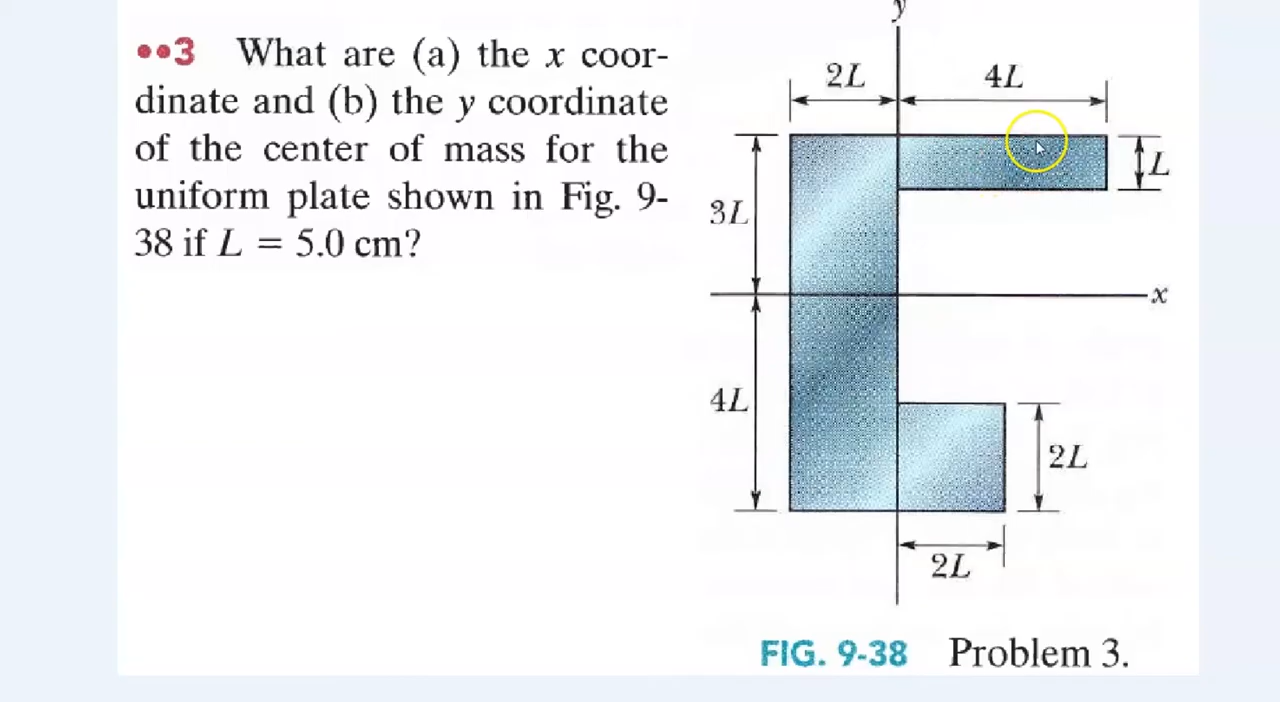 ••3 What are (a) the x coor-
dinate and (b) the y coordinate
of the center of mass for the
uniform plate shown in Fig. 9-
38 if L = 5.0 cm?
y
2L
4L
L
3L
x
4L
2L
2L
FIG. 9-38 Problem 3.